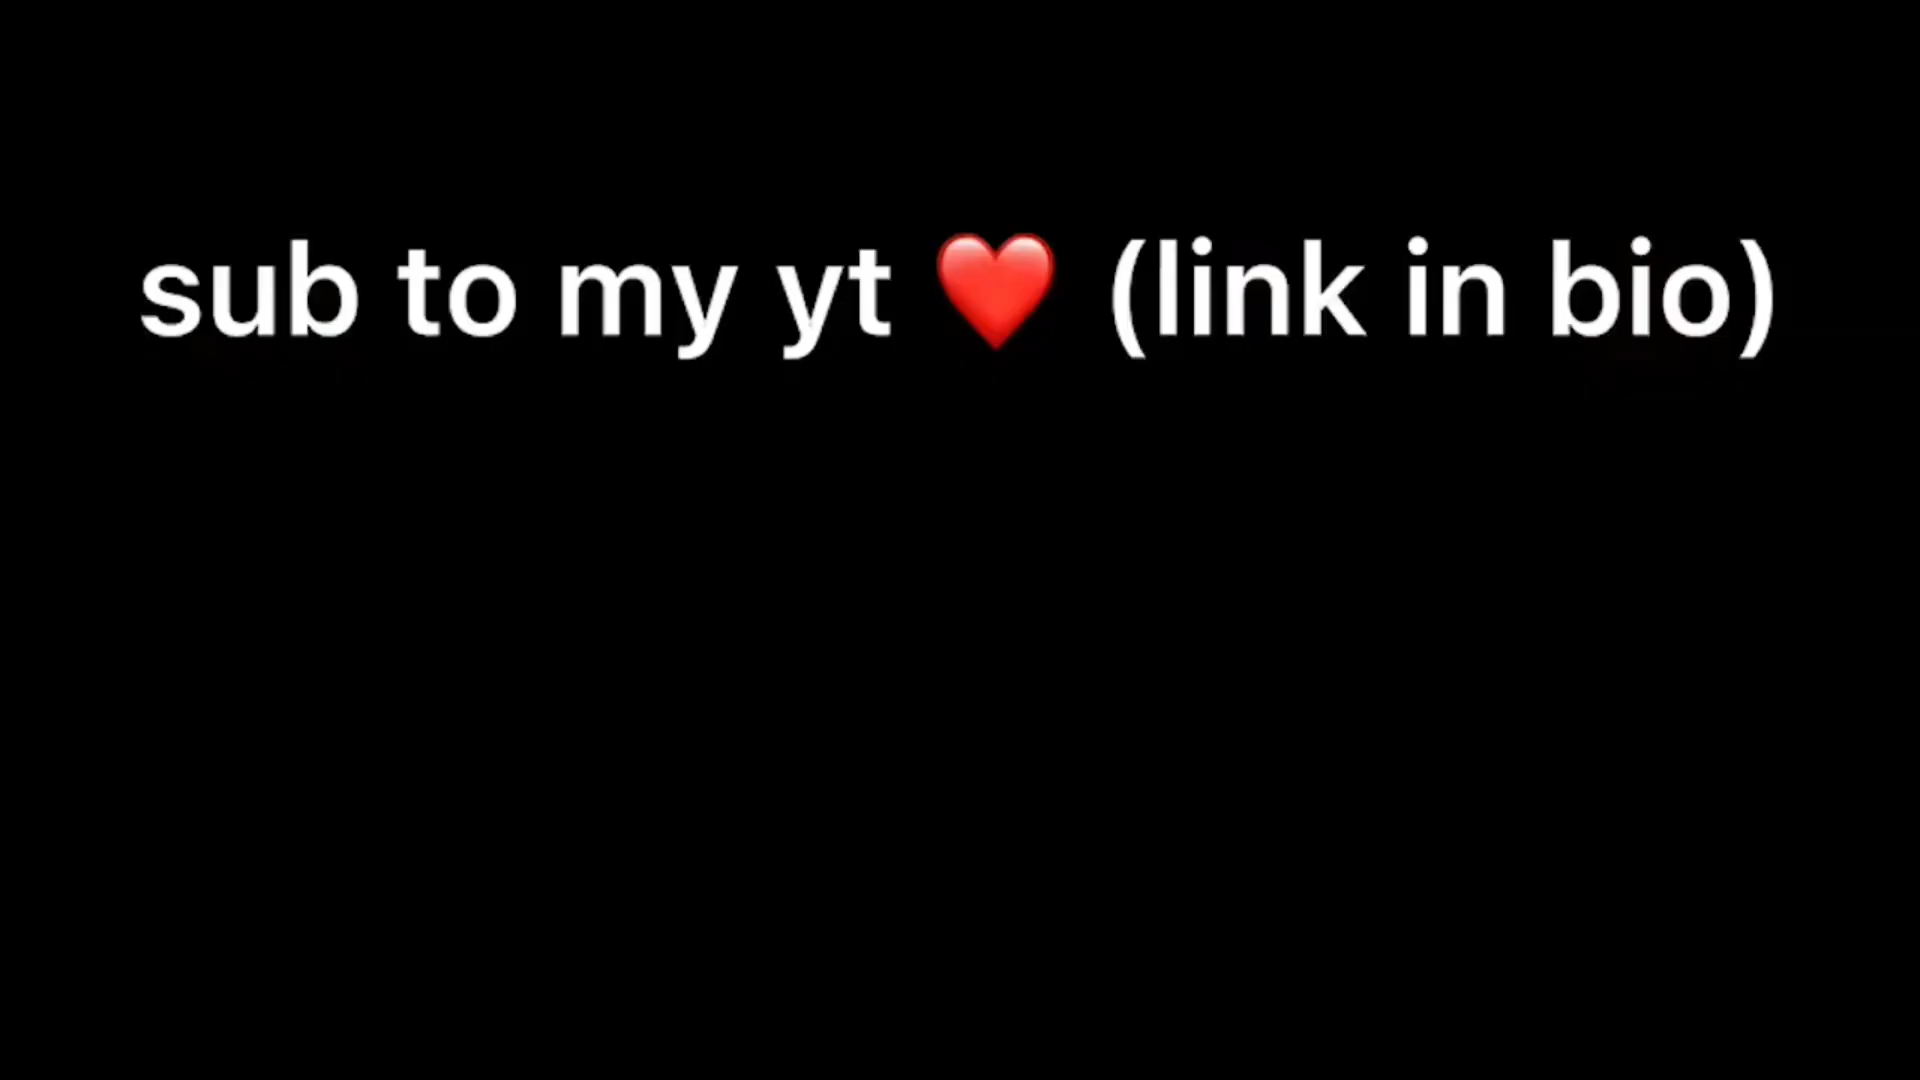 sub to my yt ❤️ (link in bio)